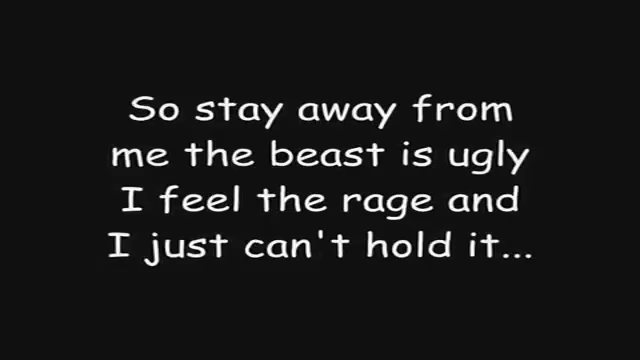 So stay away from
me the beast is ugly
I feel the rage and
I just can't hold it...